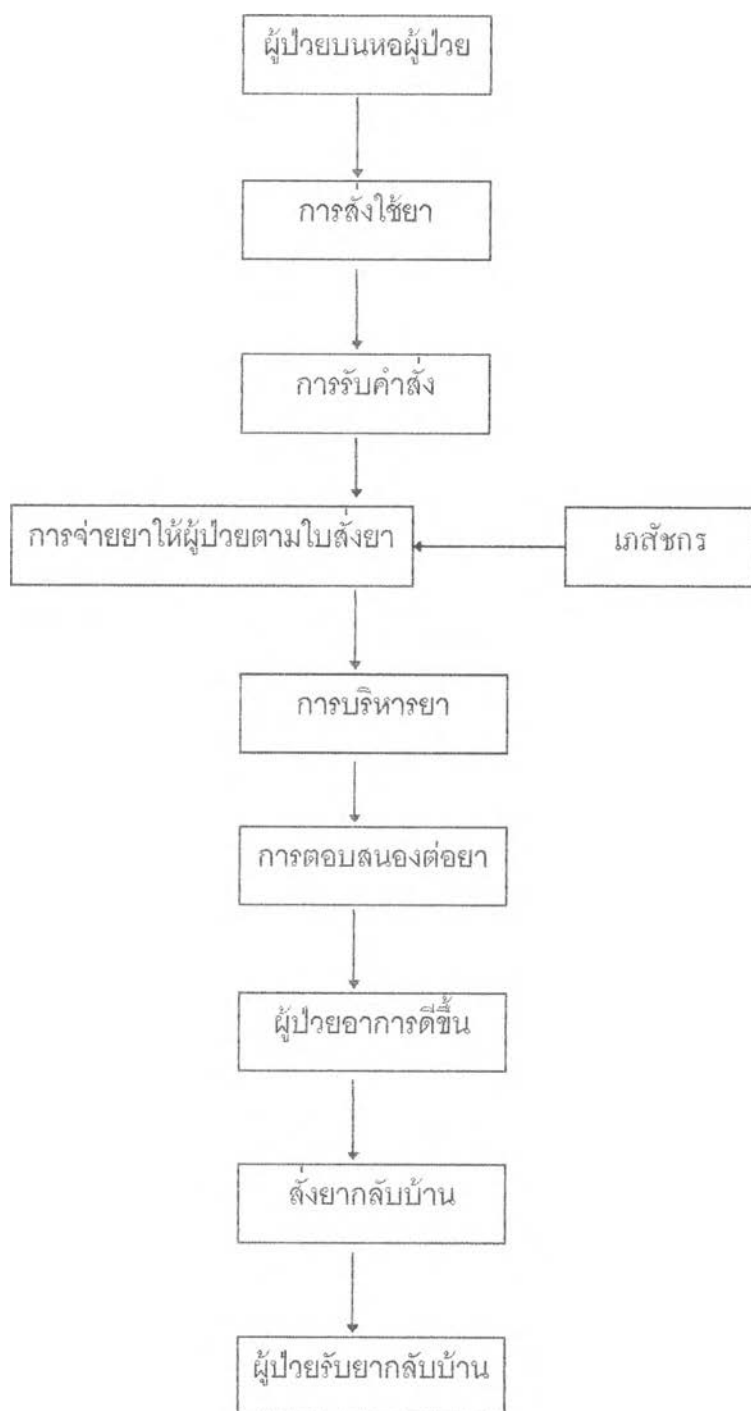 ผู้ป่วยบนหอผู้ป่วย
การสั่งใช้ยา
การรับคำสั่ง
การจ่ายยาให้ผู้ป่วยตามใบสั่งยา
เภสัชกร
การบริหารยา
การตอบสนองต่อยา
ผู้ป่วยอาการดีขึ้น
สั่งยากลับบ้าน
ผู้ป่วยรับยากลับบ้าน